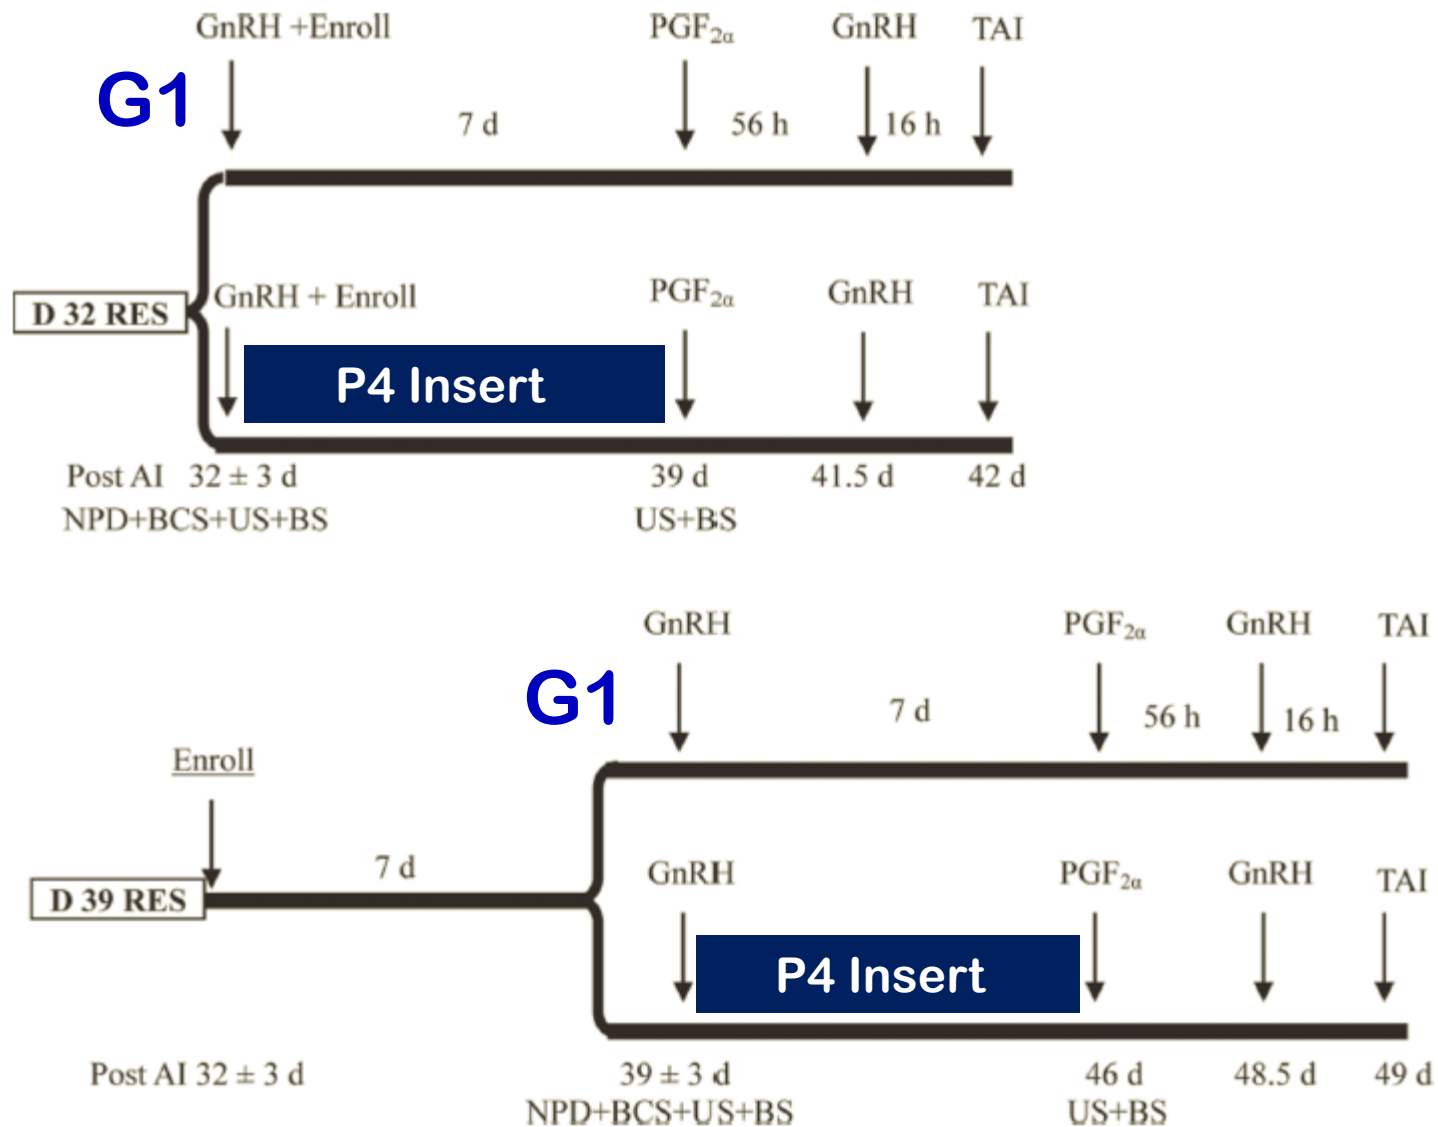 GnRH +Enroll PGF2α GnRH TAI
G1
7 d 56 h 16 h
D 32 RES
GnRH + Enroll PGF2α GnRH TAI
P4 Insert
Post AI 32 ± 3 d 39 d 41.5 d 42 d
NPD+BCS+US+BS US+BS
GnRH PGF2α GnRH TAI
G1
7 d 56 h 16 h
Enroll
7 d
D 39 RES
GnRH PGF2α GnRH TAI
P4 Insert
Post AI 32 ± 3 d 39 ± 3 d 46 d 48.5 d 49 d
NPD+BCS+US+BS US+BS